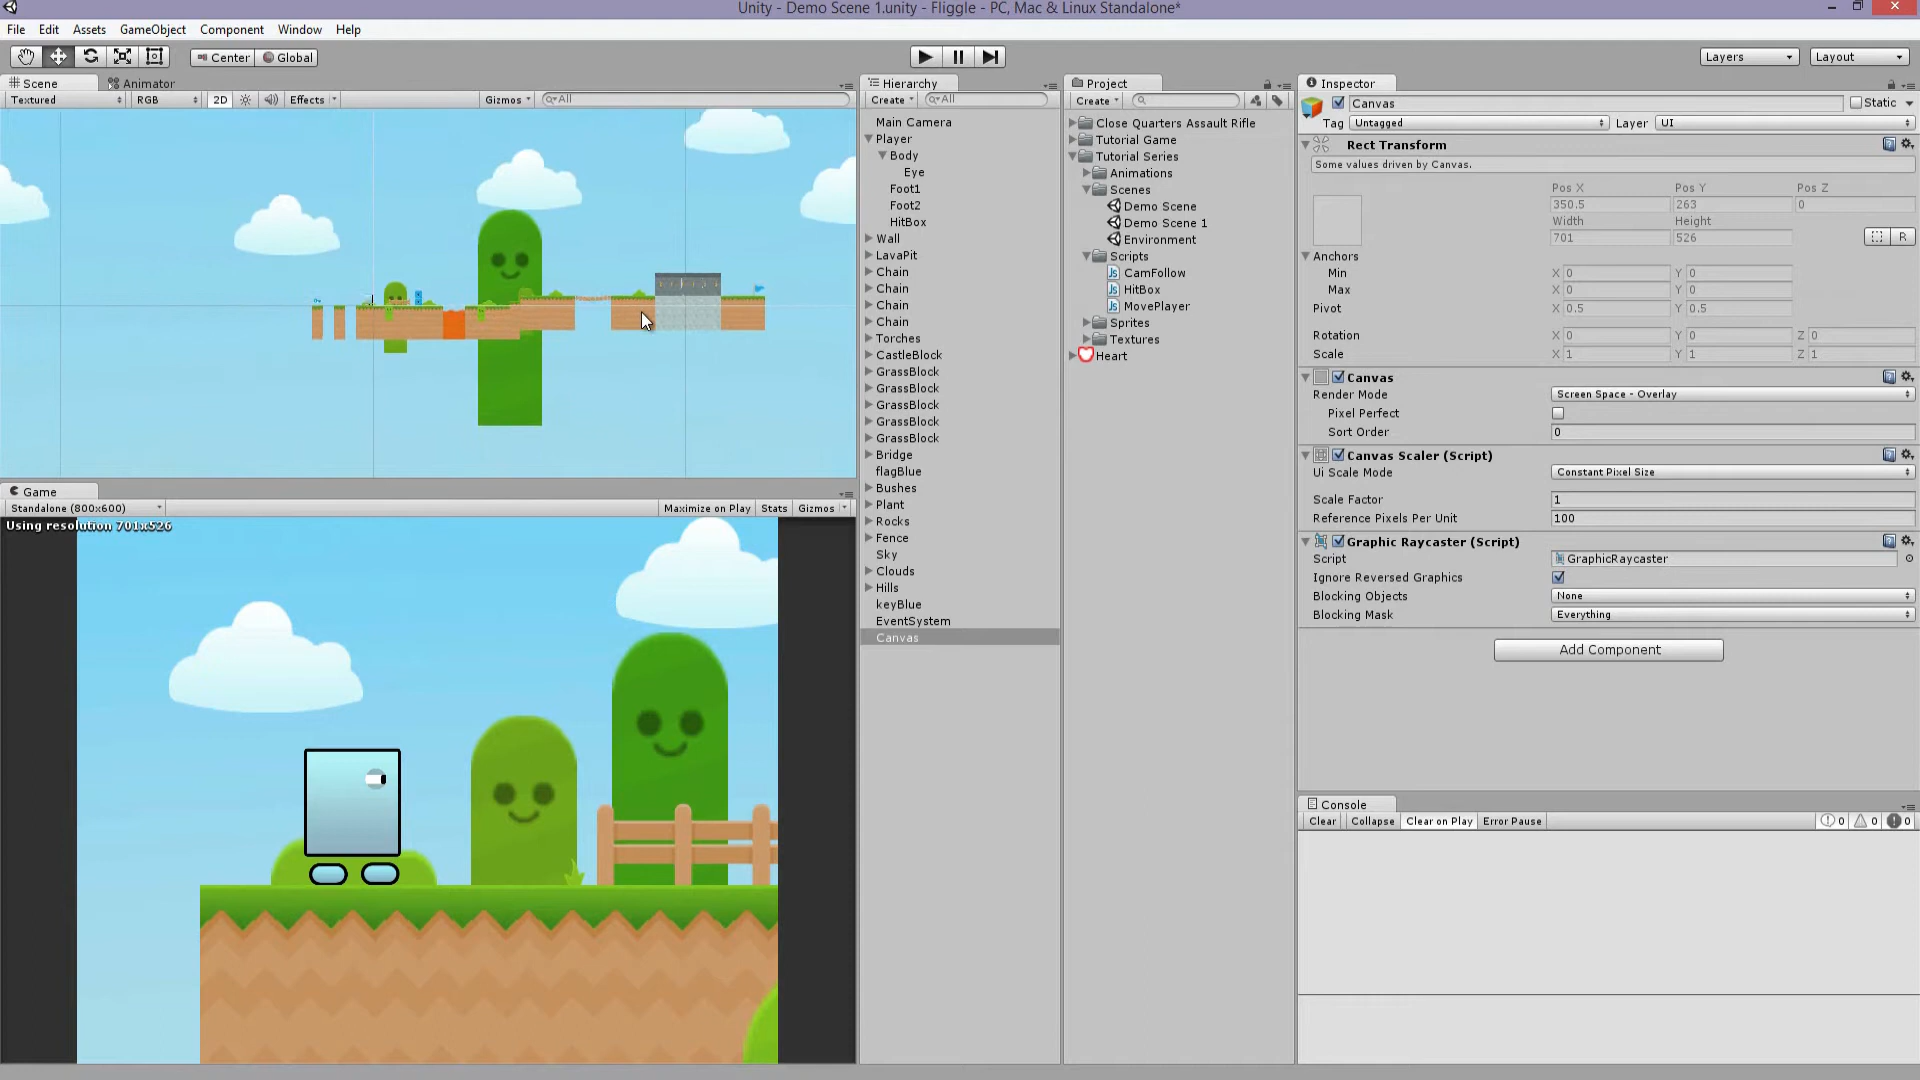 Unity - Demo Scene 1.unity - Fliggle - PC, Mac & Linux Standalone*
File Edit Assets GameObject Component Window Help
Center Global Layers Layout
Scene Animator
Textured RGB 2D Effects Gizmos All
Game
Standalone (800x600) Maximize on Play Stats Gizmos
Using resolution 701x526
Hierarchy
Create All
Main Camera
Player
Body
Eye
Foot1
Foot2
HitBox
Wall
LavaPit
Chain
Chain
Chain
Chain
Torches
CastleBlock
GrassBlock
GrassBlock
GrassBlock
GrassBlock
GrassBlock
Bridge
flagBlue
Bushes
Plant
Rocks
Fence
Sky
Clouds
Hills
keyBlue
EventSystem
Canvas
Project
Create
Close Quarters Assault Rifle
Tutorial Game
Tutorial Series
Animations
Scenes
Demo Scene
Demo Scene 1
Environment
Scripts
Js CamFollow
Js HitBox
Js MovePlayer
Sprites
Textures
Heart
Inspector
Canvas Static
Tag Untagged Layer UI
Rect Transform
Some values driven by Canvas.
Pos X Pos Y Pos Z
350.5 263 0
Width Height
701 526 R
Anchors
Min X 0 Y 0
Max X 0 Y 0
Pivot X 0.5 Y 0.5
Rotation X 0 Y 0 Z 0
Scale X 1 Y 1 Z 1
Canvas
Render Mode Screen Space - Overlay
Pixel Perfect
Sort Order 0
Canvas Scaler (Script)
Ui Scale Mode Constant Pixel Size
Scale Factor 1
Reference Pixels Per Unit 100
Graphic Raycaster (Script)
Script GraphicRaycaster
Ignore Reversed Graphics
Blocking Objects None
Blocking Mask Everything
Add Component
Console
Clear Collapse Clear on Play Error Pause 0 0 0